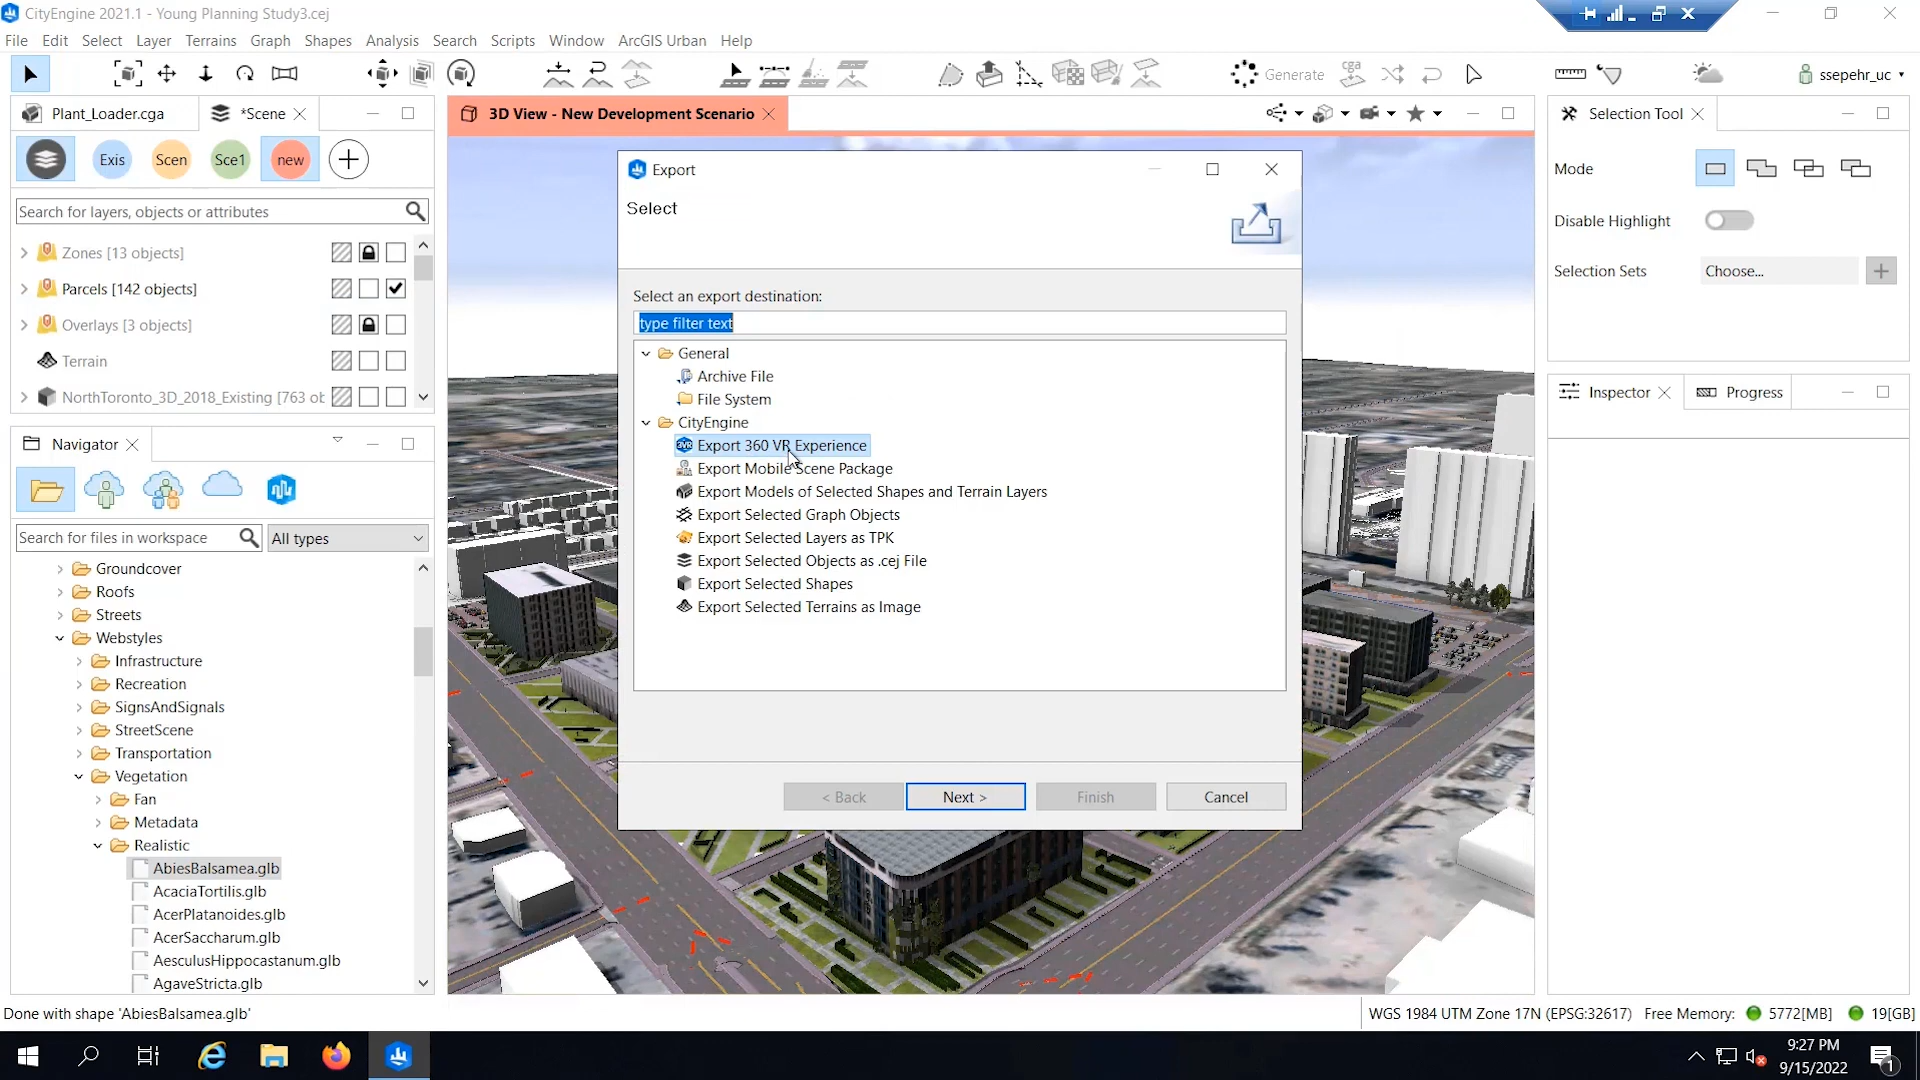 CityEngine 2021.1 - Young Planning Study3.cej
File Edit Select Layer Terrains Graph Shapes Analysis Search Scripts Window ArcGIS Urban Help
Generate
cga
ssepehr_uc
Plant_Loader.cga
*Scene
3D View - New Development Scenario
Selection Tool
Exis
Scen
Sce1
new
Mode
Search for layers, objects or attributes
Disable Highlight
Zones [13 objects]
Parcels [142 objects]
Overlays [3 objects]
Terrain
NorthToronto_3D_2018_Existing [763 ob
Selection Sets
Choose...
Inspector
Progress
Navigator
Search for files in workspace
All types
Groundcover
Roofs
Streets
Webstyles
Infrastructure
Recreation
SignsAndSignals
StreetScene
Transportation
Vegetation
Fan
Metadata
Realistic
AbiesBalsamea.glb
AcaciaTortilis.glb
AcerPlatanoides.glb
AcerSaccharum.glb
AesculusHippocastanum.glb
AgaveStricta.glb
Export
Select
Select an export destination:
type filter text
General
Archive File
File System
CityEngine
Export 360 VR Experience
Export Mobile Scene Package
Export Models of Selected Shapes and Terrain Layers
Export Selected Graph Objects
Export Selected Layers as TPK
Export Selected Objects as .cej File
Export Selected Shapes
Export Selected Terrains as Image
< Back
Next >
Finish
Cancel
Done with shape 'AbiesBalsamea.glb'
WGS 1984 UTM Zone 17N (EPSG:32617)
Free Memory:
5772[MB]
19[GB]
9:27 PM
9/15/2022
1